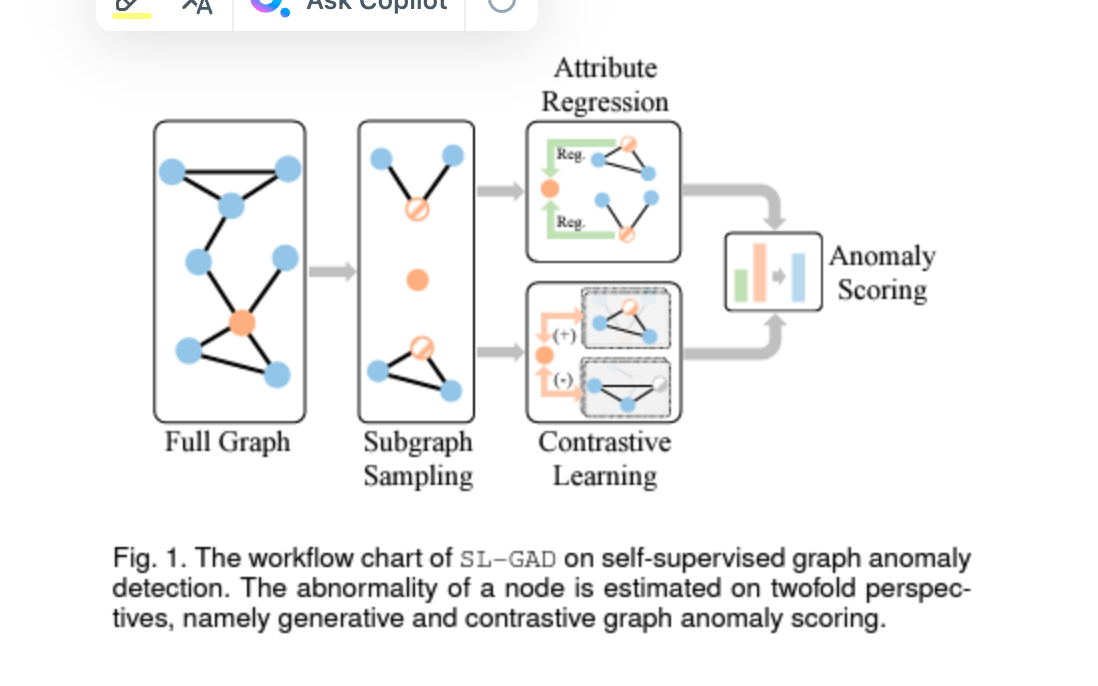 Ask Copilot
Attribute
Regression
Reg.
Reg.
Anomaly
Scoring
(+)
(-)
Full Graph
Subgraph
Sampling
Contrastive
Learning
Fig. 1. The workflow chart of SL-GAD on self-supervised graph anomaly
detection. The abnormality of a node is estimated on twofold perspec-
tives, namely generative and contrastive graph anomaly scoring.